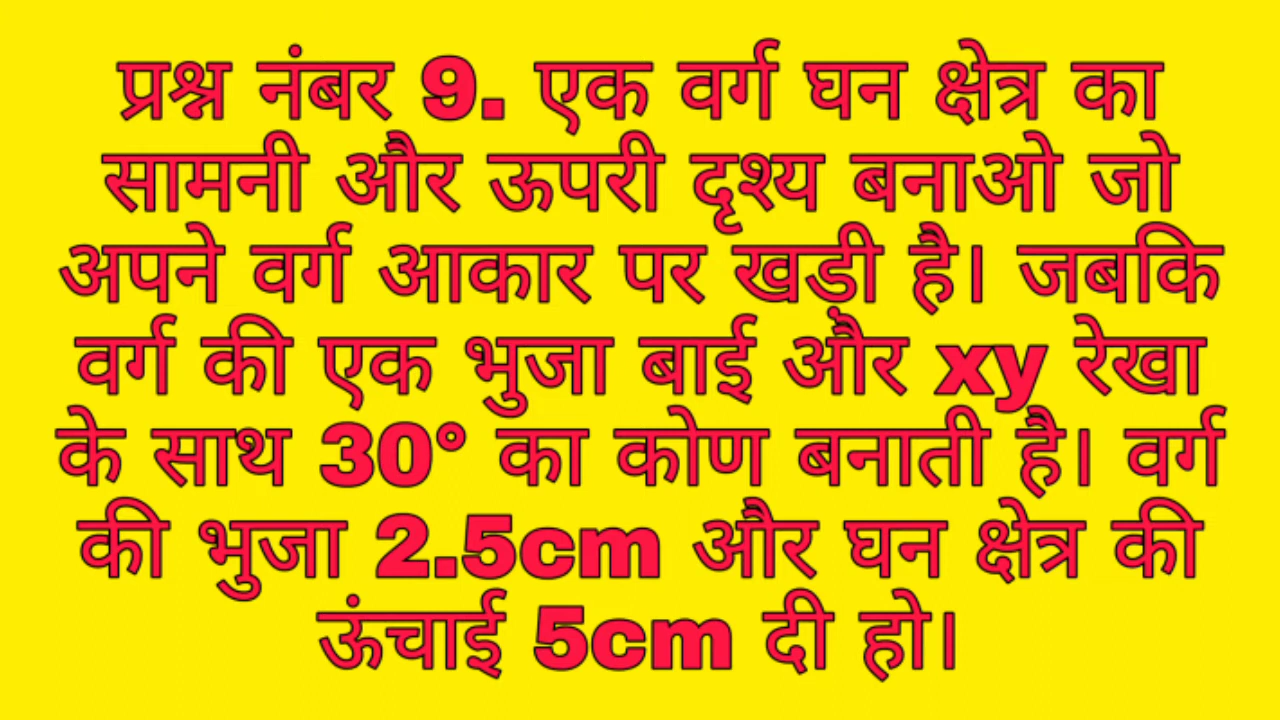 प्रश्न नंबर 9. एक वर्ग घन क्षेत्र का
सामनी और ऊपरी दृश्य बनाओ जो
अपने वर्ग आकार पर खड़ी है। जबकि
वर्ग की एक भुजा बाई और xy रेखा
के साथ 30° का कोण बनाती है। वर्ग
की भुजा 2.5cm और घन क्षेत्र की
ऊंचाई 5cm दी हो।